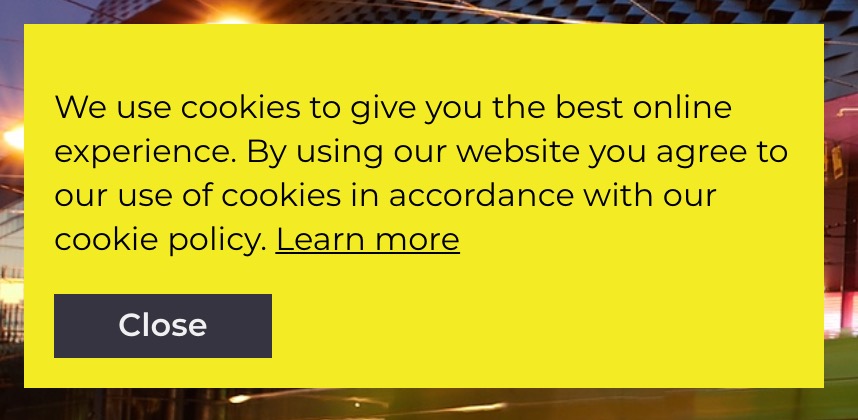 We use cookies to give you the best online
experience. By using our website you agree to
our use of cookies in accordance with our
cookie policy. Learn more
Close